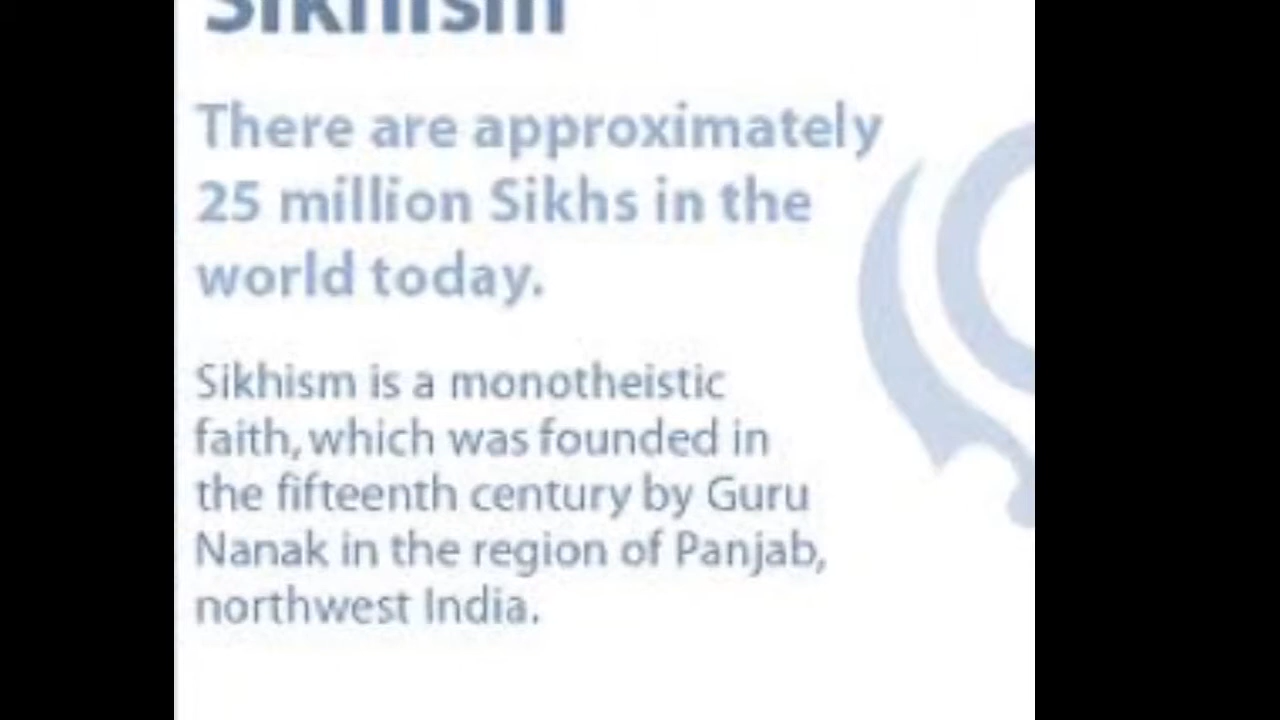 Sikhism
There are approximately
25 million Sikhs in the
world today.
Sikhism is a monotheistic
faith, which was founded in
the fifteenth century by Guru
Nanak in the region of Panjab,
northwest India.